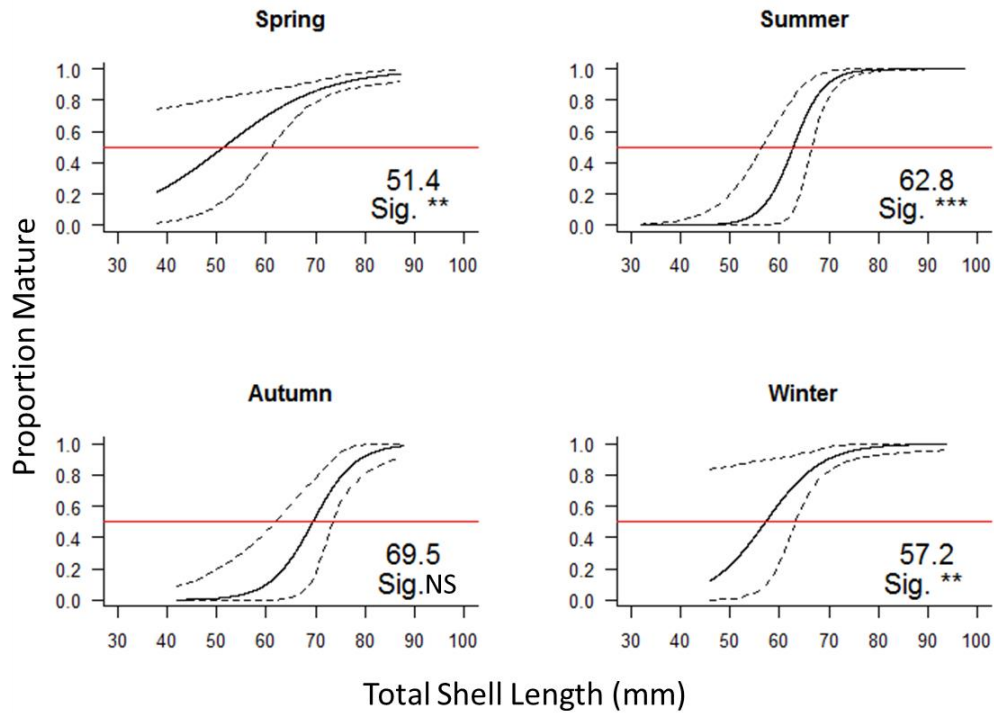 Spring
1.0
0.8
0.6
0.4
0.2
0.0
51.4
Sig. **
30 40 50 60 70 80 90 100
Summer
1.0
0.8
0.6
0.4
0.2
0.0
62.8
Sig. ***
30 40 50 60 70 80 90 100
Proportion Mature
Autumn
1.0
0.8
0.6
0.4
0.2
0.0
69.5
Sig.NS
30 40 50 60 70 80 90 100
Winter
1.0
0.8
0.6
0.4
0.2
0.0
57.2
Sig. **
30 40 50 60 70 80 90 100
Total Shell Length (mm)